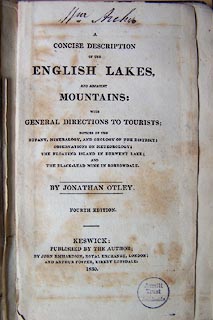 A
CONCISE DESCRIPTION
OF THE
ENGLISH LAKES,
AND ADJACENT
MOUNTAINS:
WITH
GENERAL DIRECTIONS TO TOURISTS;
NOTICES OF THE
BOTANY, MINERALOGY, AND GEOLOGY OF THE DISTRICT;
OBSERVATIONS ON METEOROLOGY;
THE FLOATING ISLAND IN DERWENT LAKE;
AND
THE BLACK-LEAD MINE IN BORROWDALE.
BY JONATHAN OTLEY.
FOURTH EDITION.
KESWICK:
PUBLISHED BY THE AUTHOR;
BY JOHN RICHARDSON, ROYAL EXCHANGE, LONDON;
AND ARTHUR FOSTER, KIRKBY LONSDALE.
1830.
Armitt
Trust